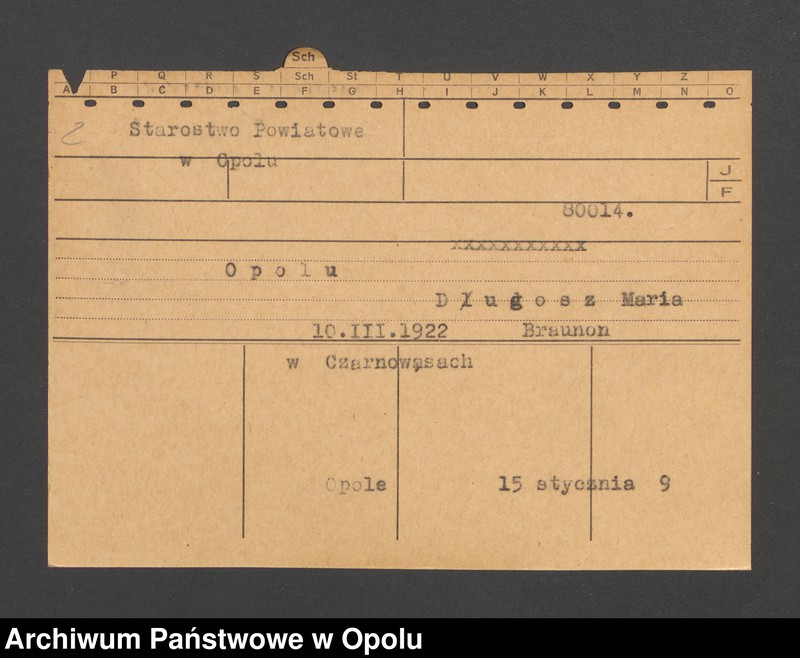 Sch
P Q R S Sch St T U V W X Y Z
A B C D E F G H I J K L M N O
Starostwo Powiatowe
w Opolu
J
F
80014.
xxxxxxxxxxx
Opolu
Długosz Maria
10.III.1922 Braunon
w Czarnowąsach
Opole 15 stycznia 9
Archiwum Państwowe w Opolu